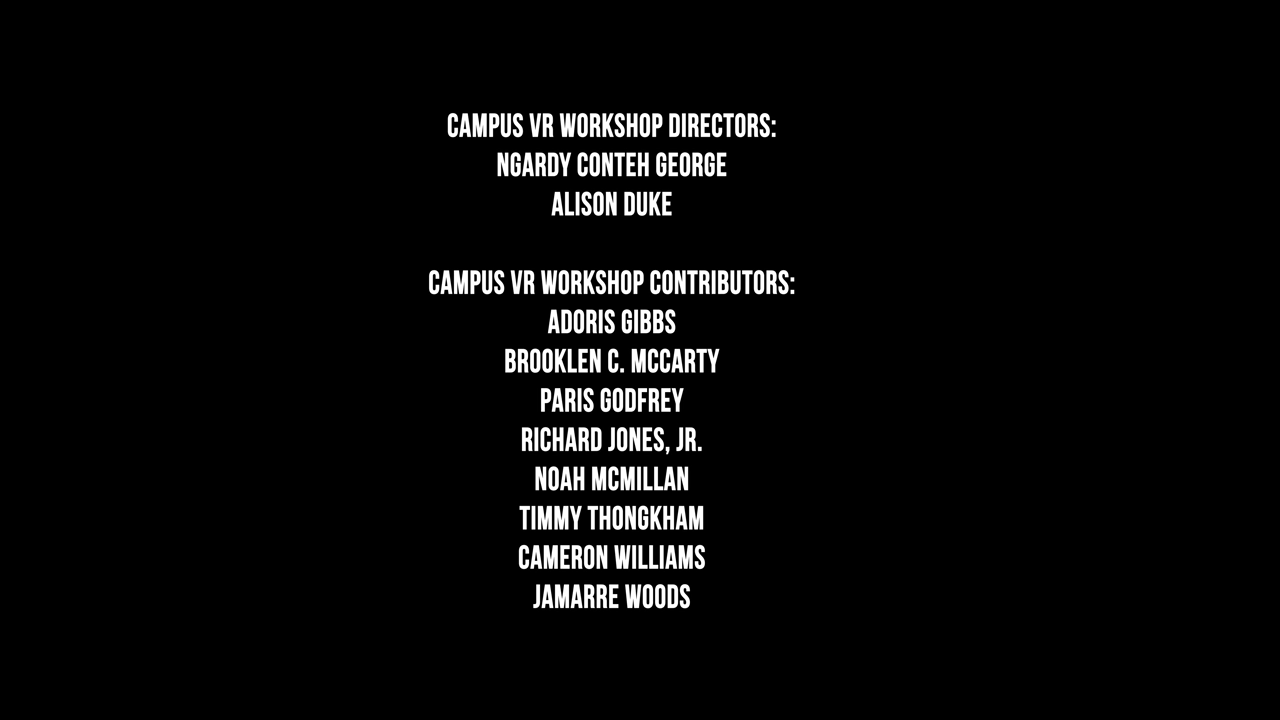 CAMPUS VR WORKSHOP DIRECTORS:
NGARDY CONTEH GEORGE
ALISON DUKE
CAMPUS VR WORKSHOP CONTRIBUTORS:
ADORIS GIBBS
BROOKLEN C. MCCARTY
PARIS GODFREY
RICHARD JONES, JR.
NOAH MCMILLAN
TIMMY THONGKHAM
CAMERON WILLIAMS
JAMARRE WOODS